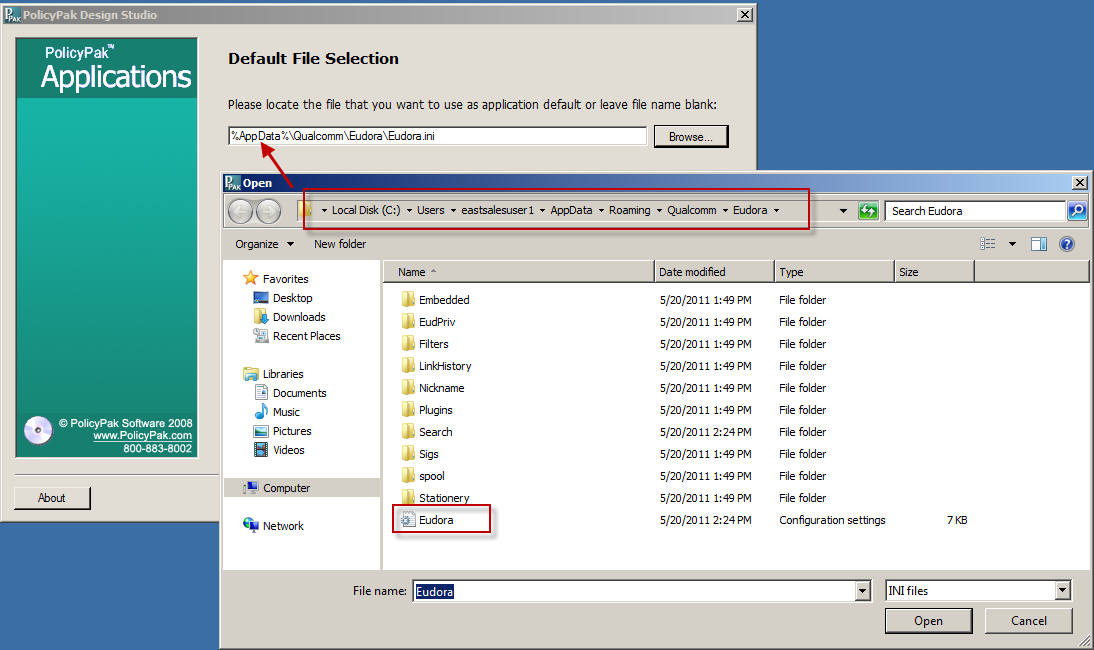 PolicyPak Design Studio
PolicyPak™
Applications
Default File Selection
Please locate the file that you want to use as application default or leave file name blank:
%AppData%\Qualcomm\Eudora\Eudora.ini
Browse...
Open
Local Disk (C:) Users eastsalesuser1 AppData Roaming Qualcomm Eudora
Search Eudora
Organize New folder
Favorites
Desktop
Downloads
Recent Places
Libraries
Documents
Music
Pictures
Videos
Computer
Network
Name Date modified Type Size
Embedded 5/20/2011 1:49 PM File folder
EudPriv 5/20/2011 1:49 PM File folder
Filters 5/20/2011 1:49 PM File folder
LinkHistory 5/20/2011 1:49 PM File folder
Nickname 5/20/2011 1:49 PM File folder
Plugins 5/20/2011 1:49 PM File folder
Search 5/20/2011 2:24 PM File folder
Sigs 5/20/2011 1:49 PM File folder
spool 5/20/2011 1:49 PM File folder
Stationery 5/20/2011 1:49 PM File folder
Eudora 5/20/2011 2:24 PM Configuration settings 7 KB
File name: Eudora INI files
Open Cancel
© PolicyPak Software 2008
www.PolicyPak.com
800-883-8002
About